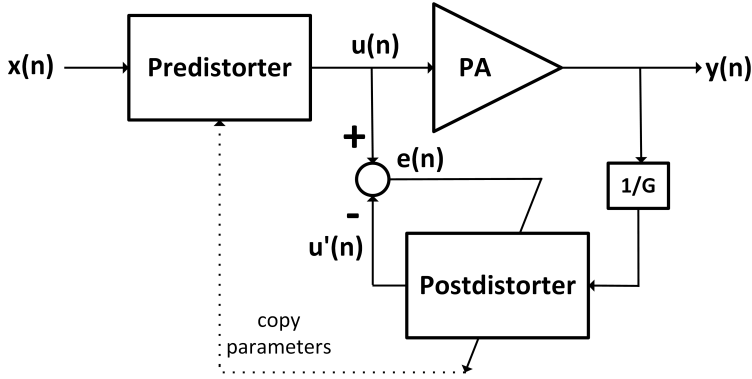 x(n)
Predistorter
u(n)
PA
y(n)
+
e(n)
1/G
-
u'(n)
Postdistorter
copy
parameters